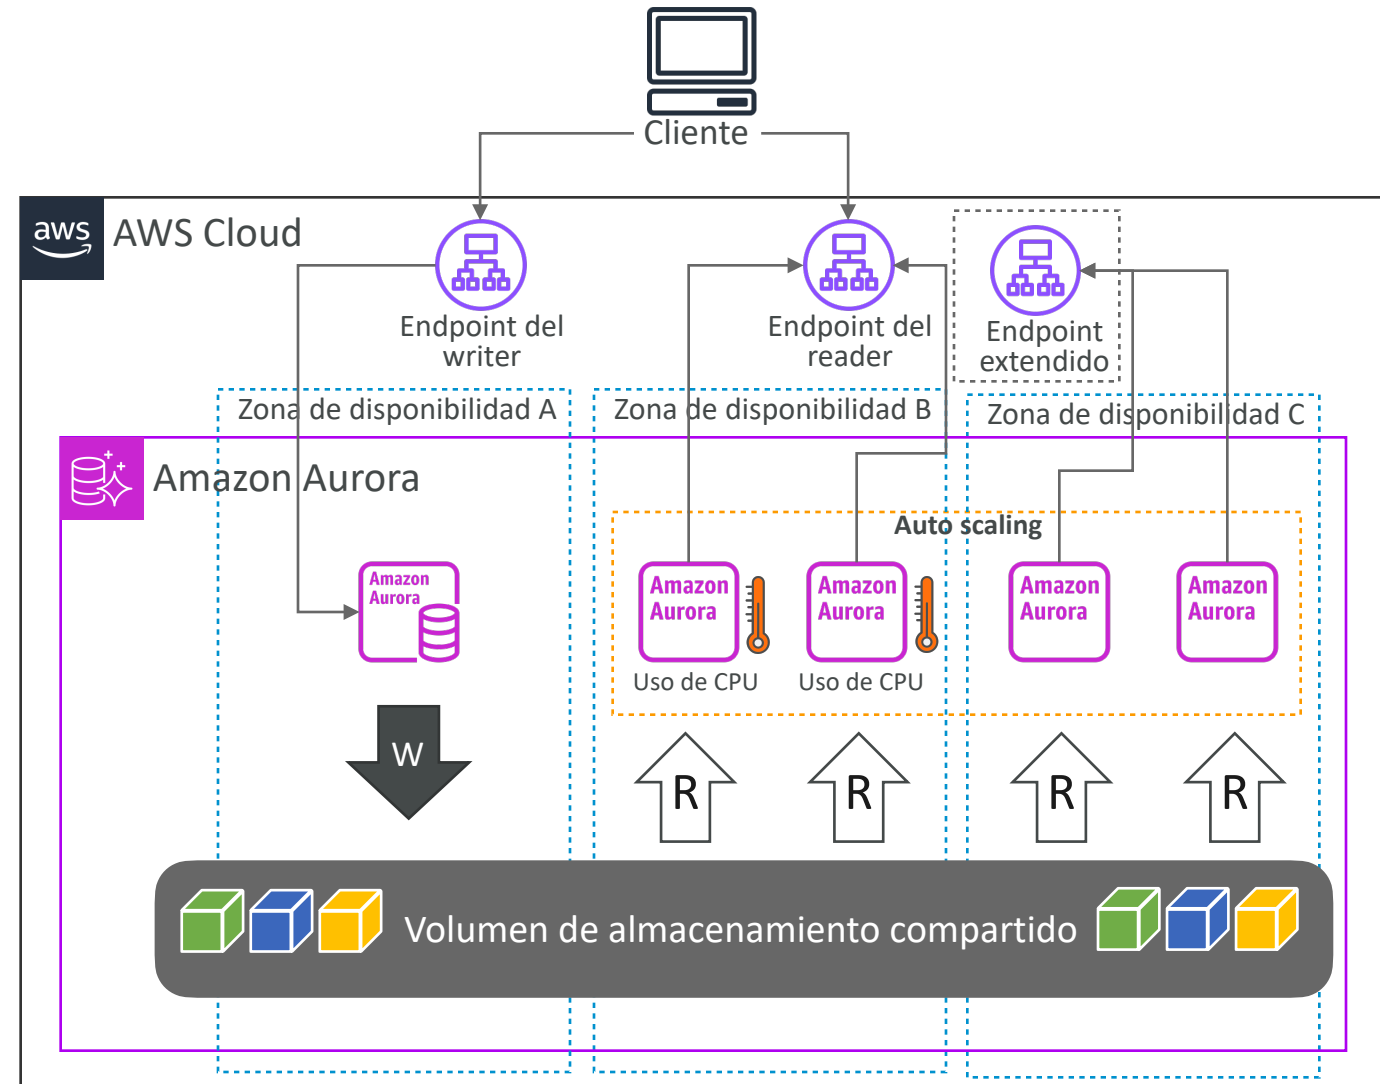 Cliente
aws
AWS Cloud
Endpoint del
writer
Endpoint del
reader
Endpoint
extendido
Zona de disponibilidad A
Zona de disponibilidad B
Zona de disponibilidad C
Amazon Aurora
Auto scaling
Amazon
Aurora
Amazon
Aurora
Amazon
Aurora
Amazon
Aurora
Amazon
Aurora
Uso de CPU
Uso de CPU
W
R
R
R
R
Volumen de almacenamiento compartido